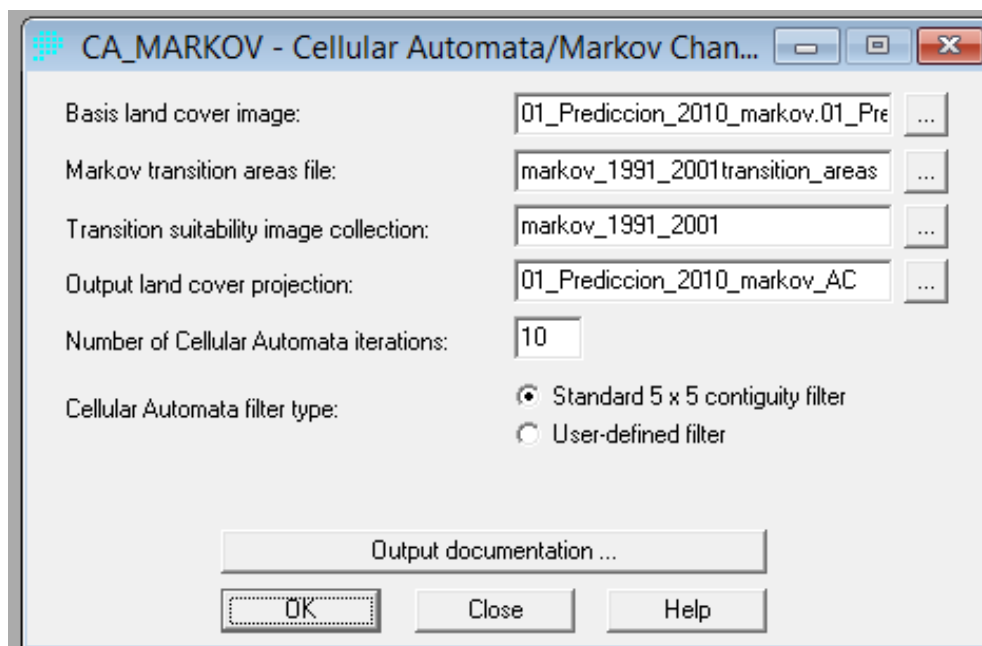 CA_MARKOV - Cellular Automata/Markov Chan...
Basis land cover image: 01_Prediccion_2010_markov.01_Pre ...
Markov transition areas file: markov_1991_2001transition_areas ...
Transition suitability image collection: markov_1991_2001 ...
Output land cover projection: 01_Prediccion_2010_markov_AC ...
Number of Cellular Automata iterations: 10
Cellular Automata filter type: Standard 5 x 5 contiguity filter
User-defined filter
Output documentation ...
OK Close Help